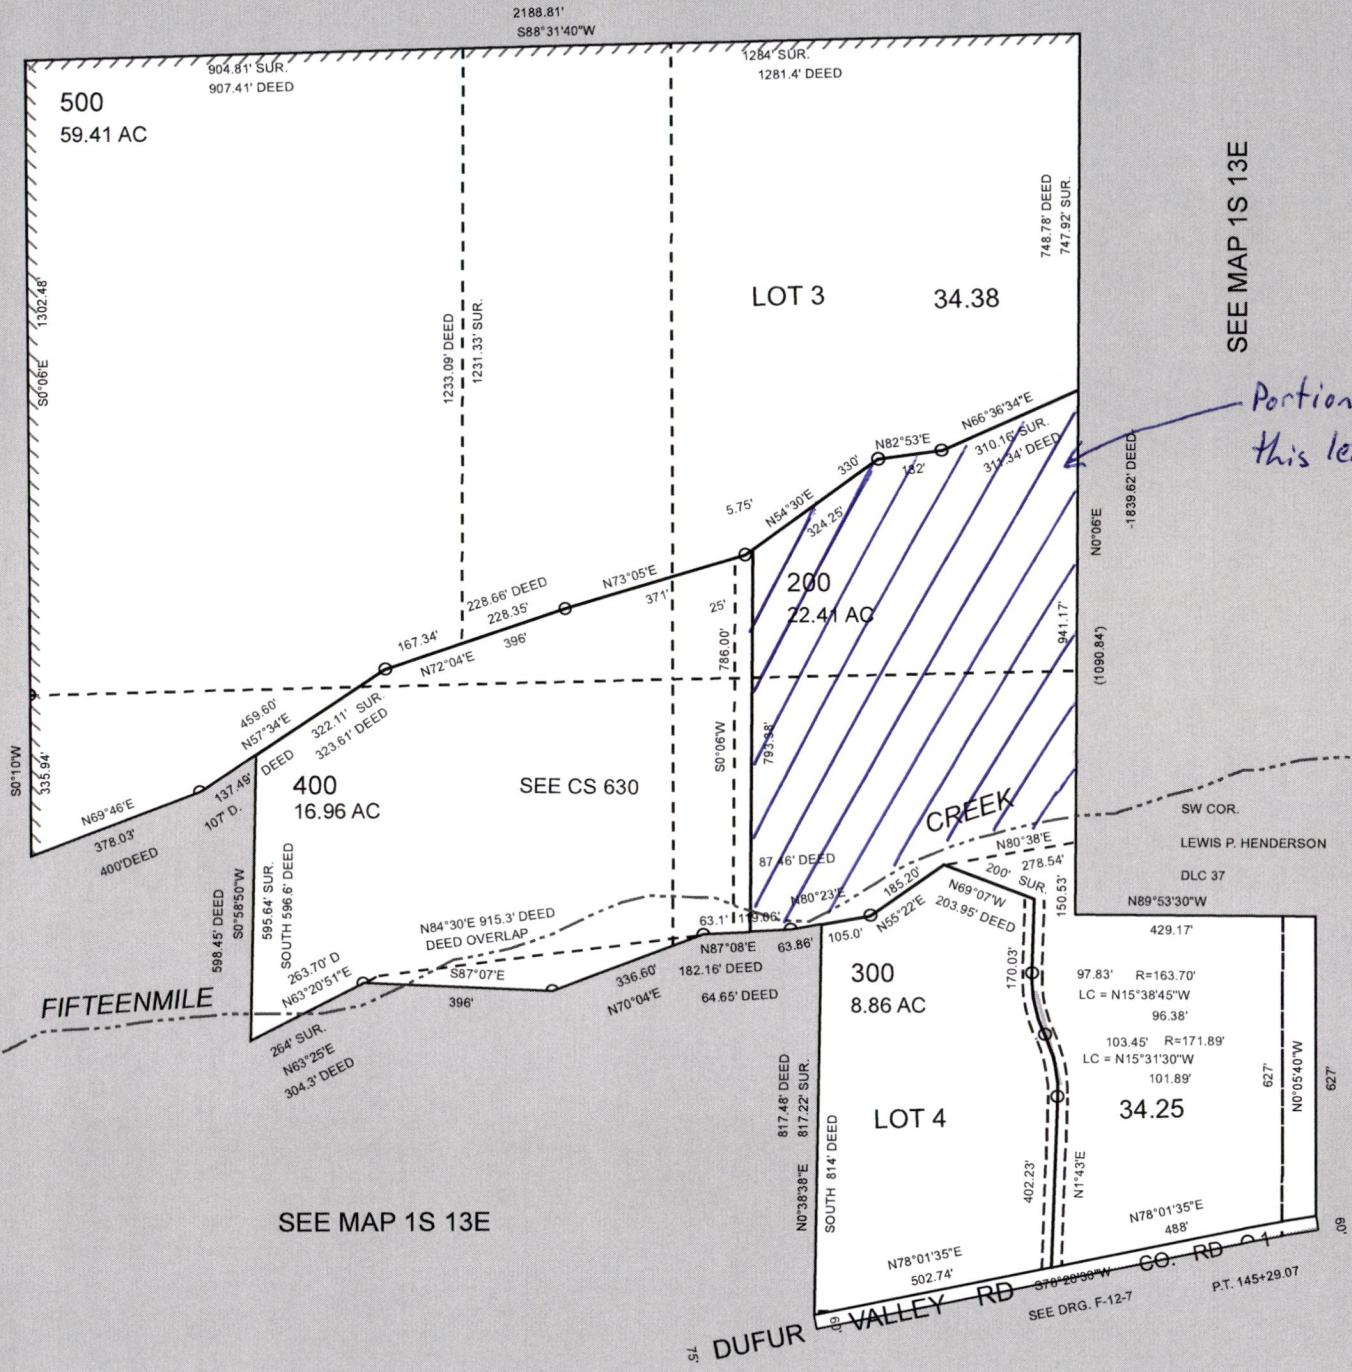 2188.81'
S88°31'40"W
904.81' SUR.
907.41' DEED
1284' SUR.
1281.4' DEED
500
59.41 AC
748.78' DEED
747.92' SUR.
SEE MAP 1S 13E
LOT 3
34.38
S0°06'E 1302.48'
1233.09' DEED
1231.33' SUR.
Portion
this le
N66°36'34"E
310.16' SUR.
311.34' DEED
N82°53'E
132'
330'
N54°30'E
324.25'
5.75'
-1839.62' DEED
N0°06'E
(1090.84')
941.17'
200
22.41 AC
N73°05'E
371'
25'
228.66' DEED
228.35'
396'
167.34'
N72°04'E
786.00'
S0°06'W
793.38'
459.60'
N57°34'E
322.11' SUR.
323.61' DEED
DEED
137.49'
107' D.
S0°10'W
335.94'
N69°46'E
378.03'
400'DEED
400
16.96 AC
SEE CS 630
CREEK
SW COR.
LEWIS P. HENDERSON
DLC 37
N80°38'E
278.54'
200' SUR.
N69°07'W
203.95' DEED
150.53'
N89°53'30"W
429.17'
87.46' DEED
N80°23'E
185.20'
N55°22'E
105.0'
63.1' 119.06'
N87°08'E
63.86'
182.16' DEED
64.65' DEED
598.45' DEED
S0°58'50"W
595.64' SUR.
SOUTH 596.6' DEED
N84°30'E 915.3' DEED
DEED OVERLAP
263.70' D
N63°20'51"E
S87°07'E
396'
336.60'
N70°04'E
FIFTEENMILE
264' SUR.
N63°25'E
304.3' DEED
300
8.86 AC
170.03'
97.83' R=163.70'
LC = N15°38'45"W
96.38'
103.45' R=171.89'
LC = N15°31'30"W
101.89'
34.25
627'
N0°05'40"W
627'
LOT 4
817.48' DEED
817.22' SUR.
N0°38'38"E
SOUTH 814' DEED
402.23'
N1°43'E
SEE MAP 1S 13E
N78°01'35"E
488'
N78°01'35"E
502.74'
60'
60'
75'
DUFUR VALLEY RD CO. RD
SEE DRG. F-12-7
P.T. 145+29.07